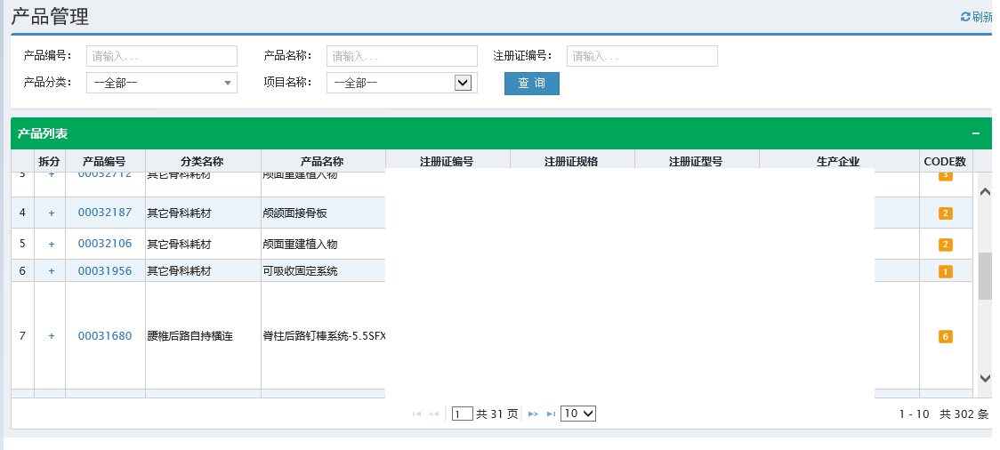 产品管理
刷新
产品编号： 请输入... 产品名称： 请输入... 注册证编号： 请输入...
产品分类： --全部-- 项目名称： --全部-- 查 询
产品列表 −
拆分 产品编号 分类名称 产品名称 注册证编号 注册证规格 注册证型号 生产企业 CODE数
3 + 00032712 其它骨科耗材 颅面重建植入物 3
4 + 00032187 其它骨科耗材 颅颌面接骨板 2
5 + 00032106 其它骨科耗材 颅面重建植入物 2
6 + 00031956 其它骨科耗材 可吸收固定系统 1
7 + 00031680 腰椎后路自持横连 脊柱后路钉棒系统-5.5SFX 6
1 共 31 页 10 1 - 10 共 302 条